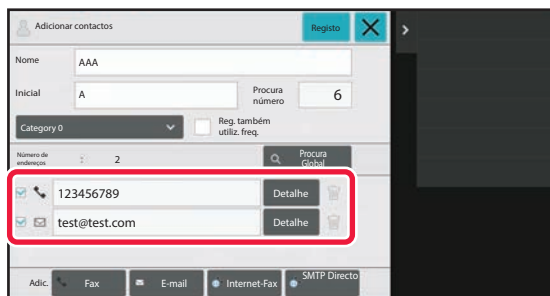 Adicionar contactos
Registo
Nome
AAA
Inicial
A
Procura
número
6
Category 0
Reg. também
utiliz. freq.
Número de
endereços
:
2
Procura
Global
123456789
Detalhe
test@test.com
Detalhe
Adic.
Fax
E-mail
Internet-Fax
SMTP Directo